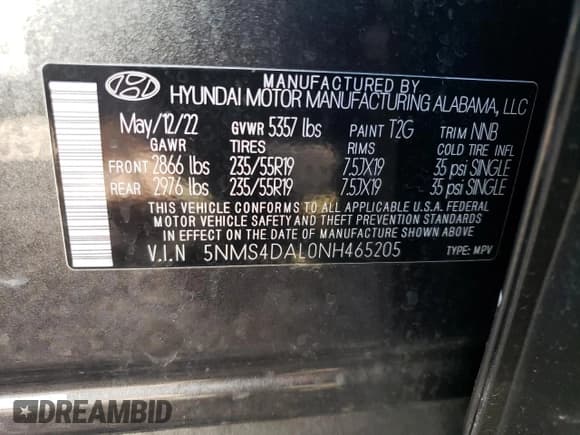 MANUFACTURED BY
HYUNDAI MOTOR MANUFACTURING ALABAMA, LLC
May/12/22 GVWR 5357 lbs PAINT T2G TRIM NNB
GAWR TIRES RIMS COLD TIRE INFL
FRONT 2866 lbs 235/55R19 7.5JX19 35 psi SINGLE
REAR 2976 lbs 235/55R19 7.5JX19 35 psi SINGLE
THIS VEHICLE CONFORMS TO ALL APPLICABLE U.S.A. FEDERAL
MOTOR VEHICLE SAFETY AND THEFT PREVENTION STANDARDS
IN EFFECT ON THE DATE OF MANUFACTURE SHOWN ABOVE.
V.I.N 5NMS4DAL0NH465205 TYPE: MPV
DREAMBID